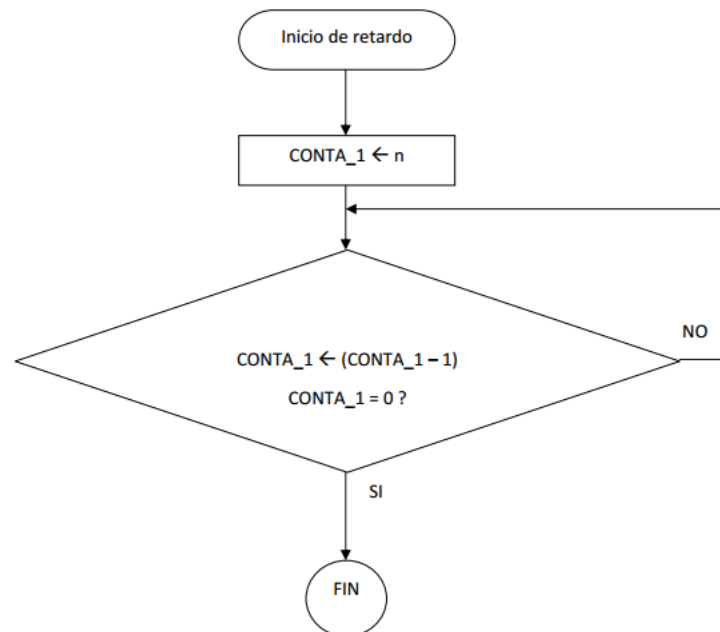 Inicio de retardo
CONTA_1 ← n
NO
CONTA_1 ← (CONTA_1 – 1)
CONTA_1 = 0 ?
SI
FIN